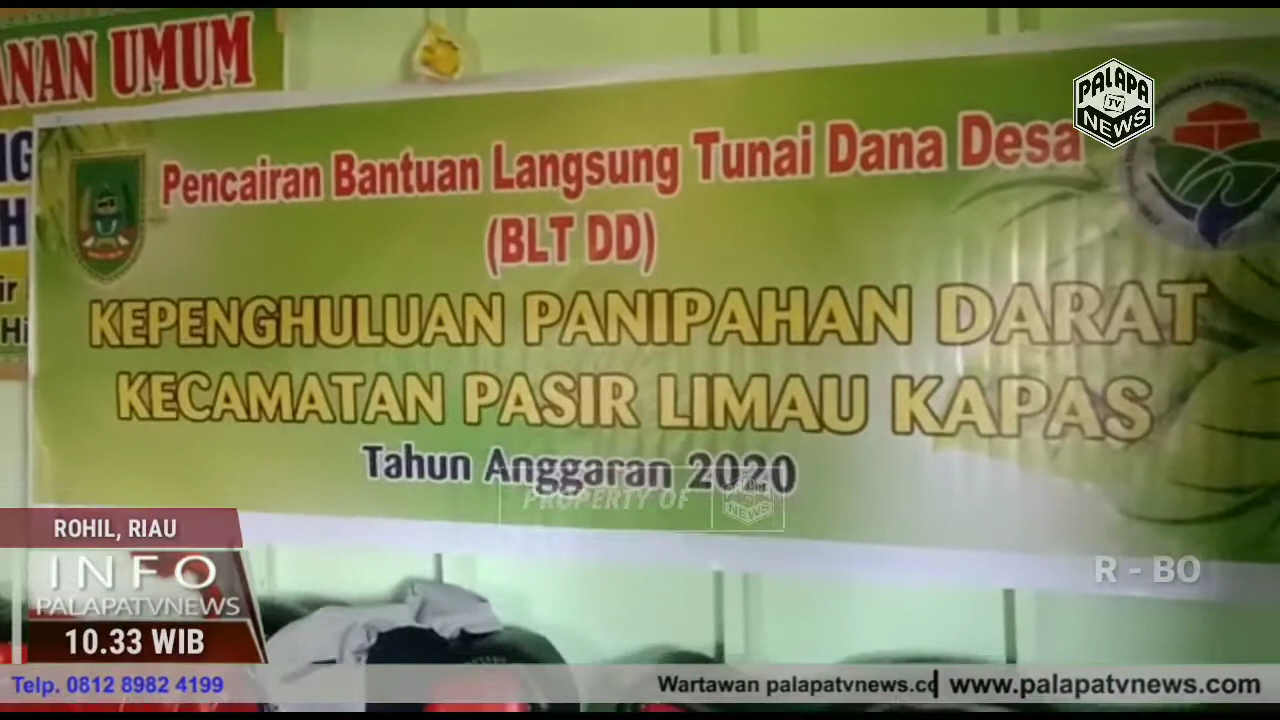 ANAN UMUM
PALAPA
TV
NEWS
Pencairan Bantuan Langsung Tunai Dana Desa
(BLT DD)
KEPENGHULUAN PANIPAHAN DARAT
KECAMATAN PASIR LIMAU KAPAS
Tahun Anggaran 2020
PROPERTY OF
NEWS
ROHIL, RIAU
INFO
PALAPATVNEWS
10.33 WIB
R - BO
Telp. 0812 8982 4199
Wartawan palapatvnews.co
www.palapatvnews.com